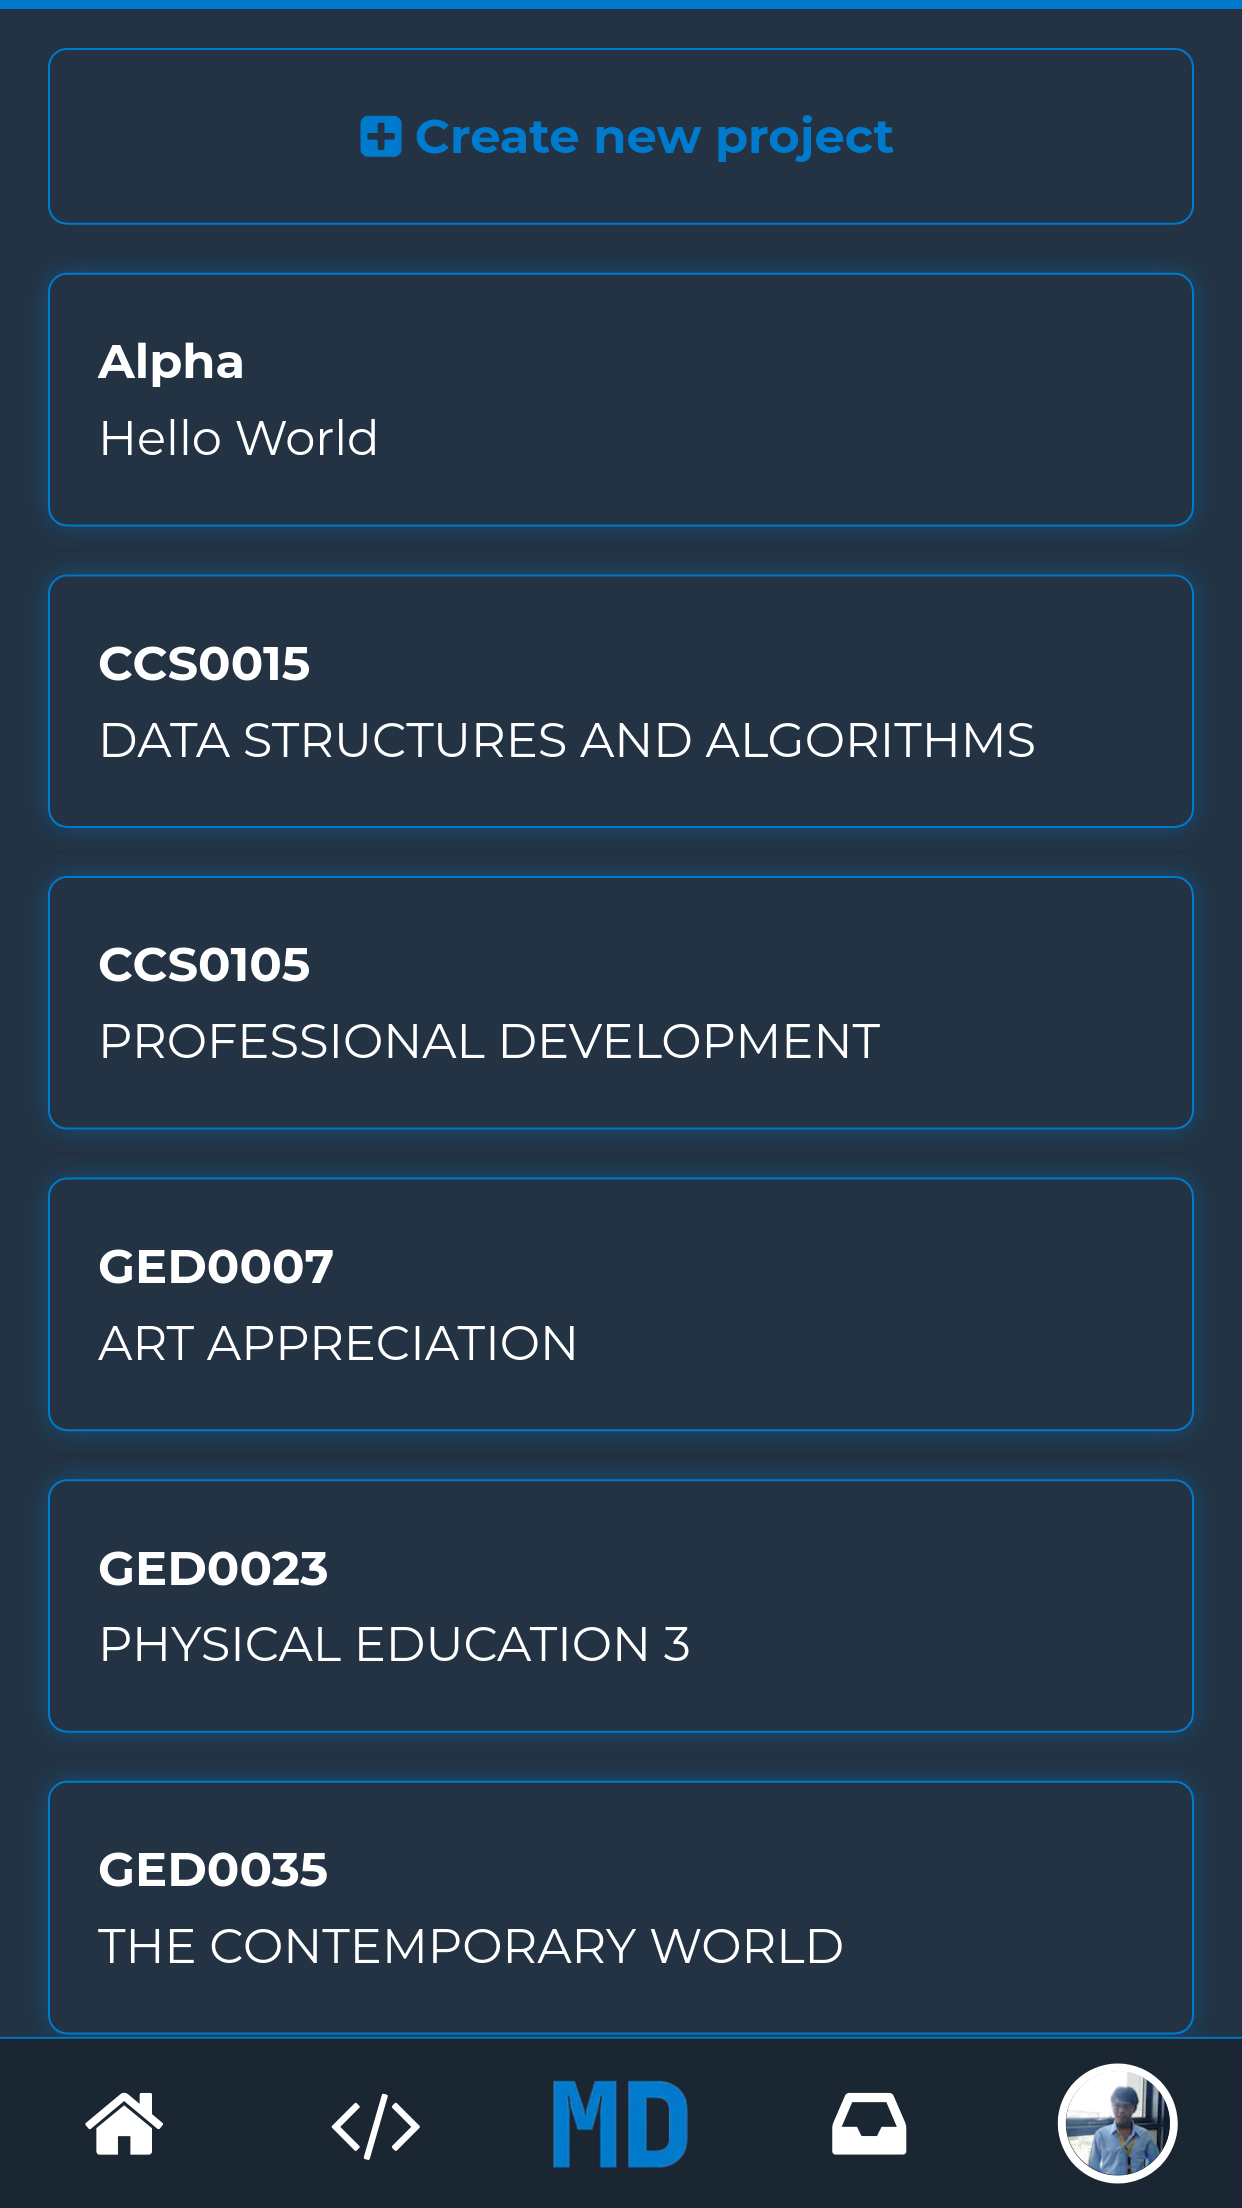 Create new project
Alpha
Hello World
CCS0015
DATA STRUCTURES AND ALGORITHMS
CCS0105
PROFESSIONAL DEVELOPMENT
GED0007
ART APPRECIATION
GED0023
PHYSICAL EDUCATION 3
GED0035
THE CONTEMPORARY WORLD
MD